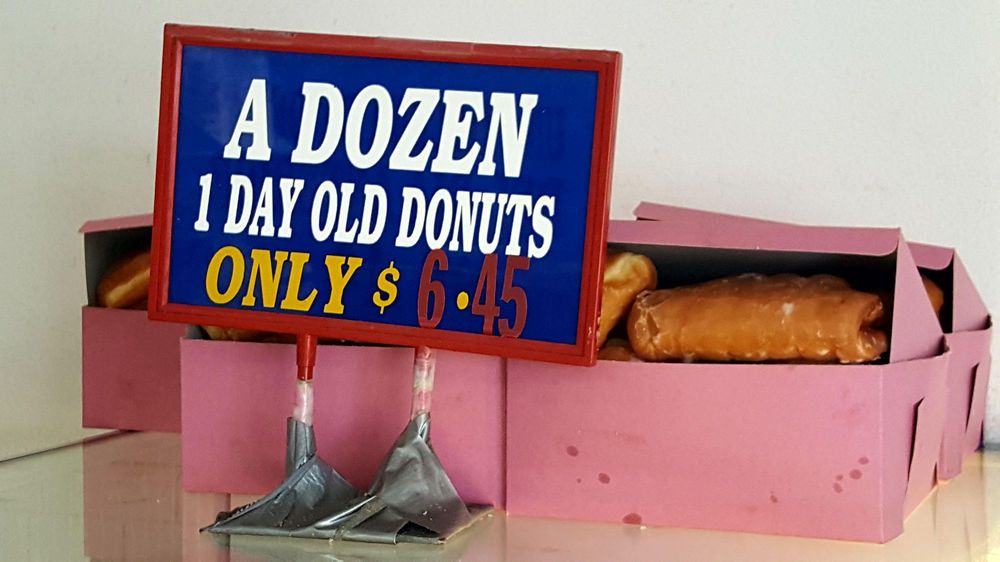 A DOZEN
1 DAY OLD DONUTS
ONLY $ 6.45